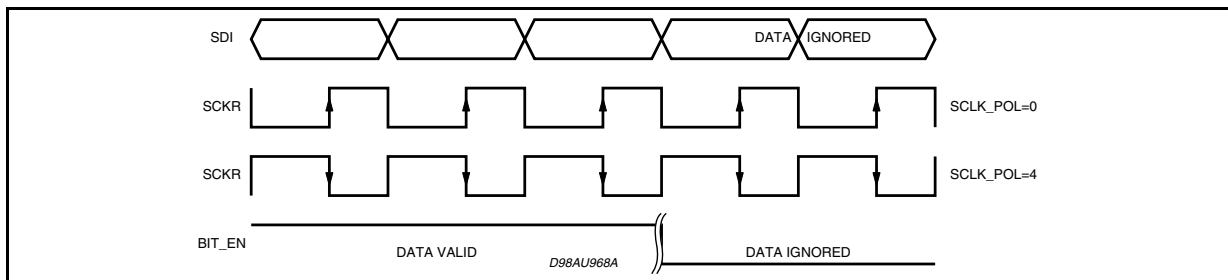 SDI DATA IGNORED
SCKR SCLK_POL=0
SCKR SCLK_POL=4
BIT_EN DATA VALID D98AU968A DATA IGNORED